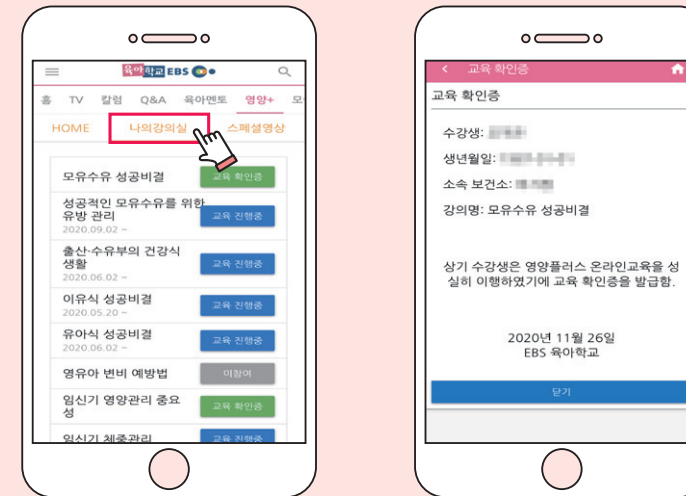 육아학교 EBS
홈 TV 칼럼 Q&A 육아멘토 영양+ 모
HOME 나의강의실 스페셜영상
모유수유 성공비결 교육 확인증
성공적인 모유수유를 위한
유방 관리 교육 진행중
2020.09.02 ~
출산·수유부의 건강식
생활 교육 진행중
2020.06.02 ~
이유식 성공비결 교육 진행중
2020.05.20 ~
유아식 성공비결 교육 진행중
2020.06.02 ~
영유아 변비 예방법 미참여
임신기 영양관리 중요
성 교육 확인증
임신기 체중관리 교육 진행중
교육 확인증
교육 확인증
수강생:
생년월일:
소속 보건소:
강의명: 모유수유 성공비결
상기 수강생은 영양플러스 온라인교육을 성
실히 이행하였기에 교육 확인증을 발급함.
2020년 11월 26일
EBS 육아학교
닫기